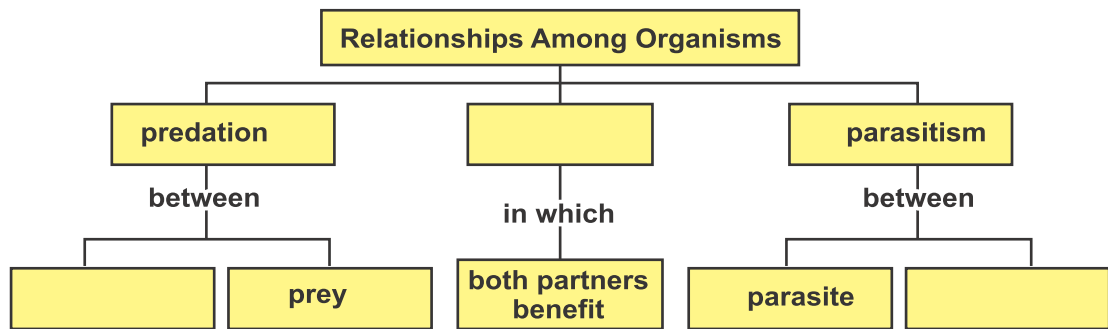 Relationships Among Organisms
predation
parasitism
between
in which
between
prey
both partners
benefit
parasite